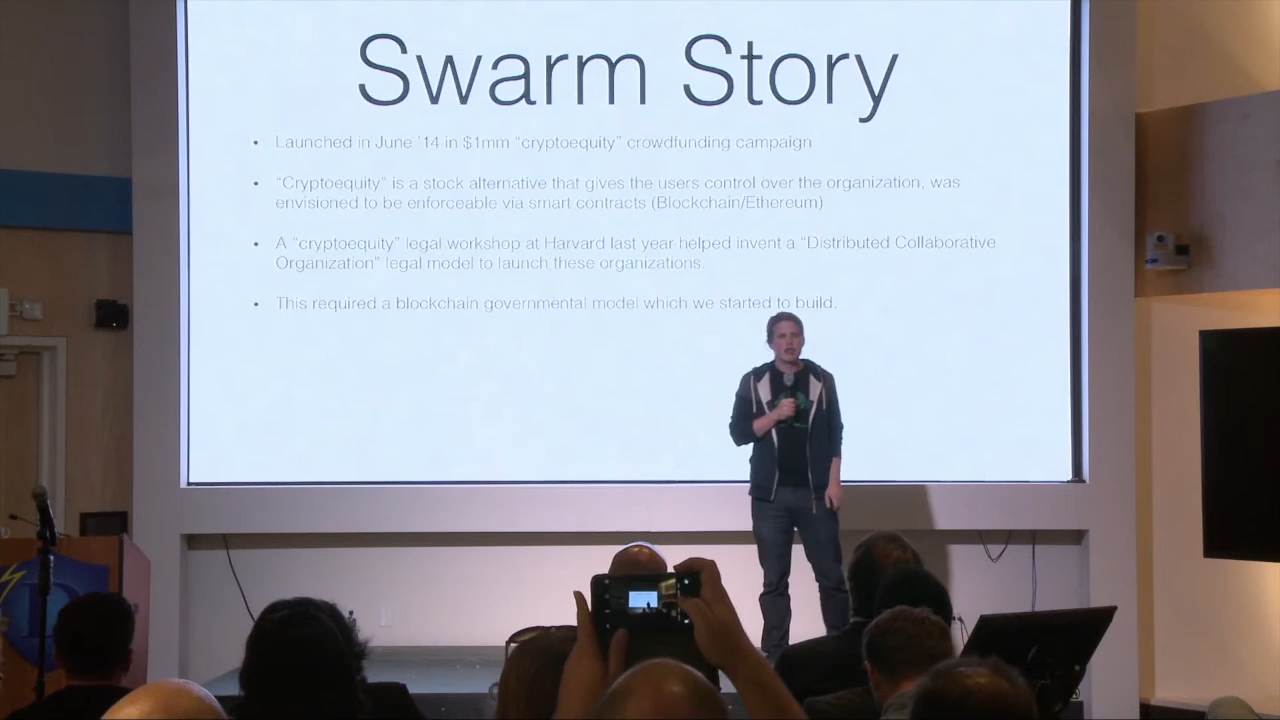 Swarm Story
• Launched in June '14 in $1mm "cryptoequity" crowdfunding campaign
• "Cryptoequity" is a stock alternative that gives the users control over the organization, was
envisioned to be enforceable via smart contracts (Blockchain/Ethereum)
• A "cryptoequity" legal workshop at Harvard last year helped invent a "Distributed Collaborative
Organization" legal model to launch these organizations.
• This required a blockchain governmental model which we started to build.